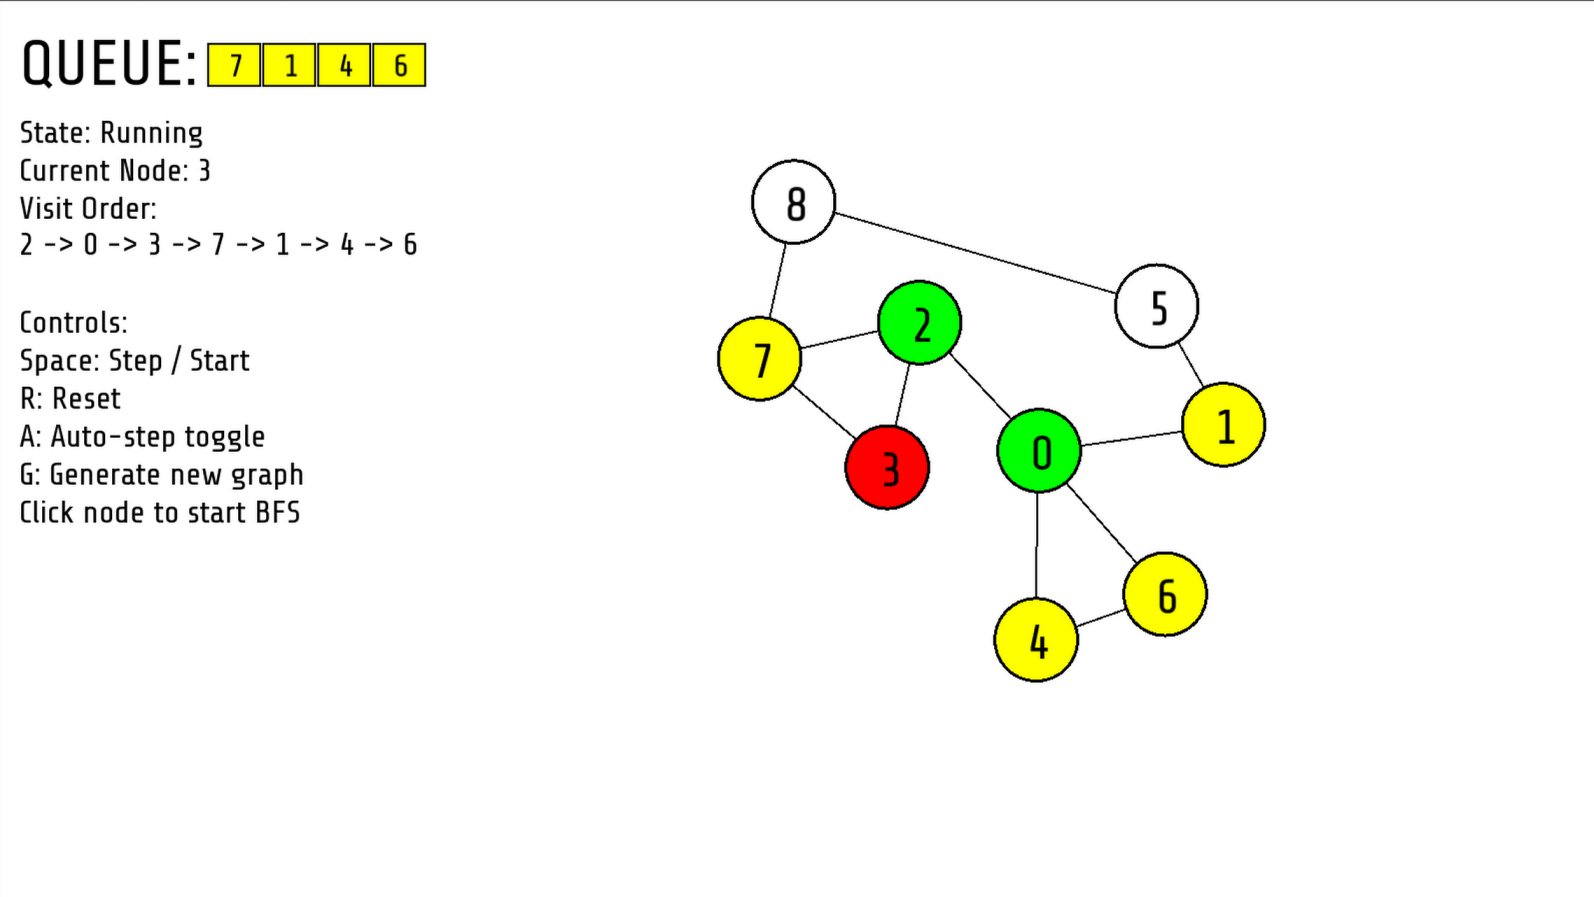 QUEUE: 7 1 4 6
State: Running
Current Node: 3
Visit Order:
2 -> 0 -> 3 -> 7 -> 1 -> 4 -> 6
Controls:
Space: Step / Start
R: Reset
A: Auto-step toggle
G: Generate new graph
Click node to start BFS
8
5
2
7
1
0
3
6
4